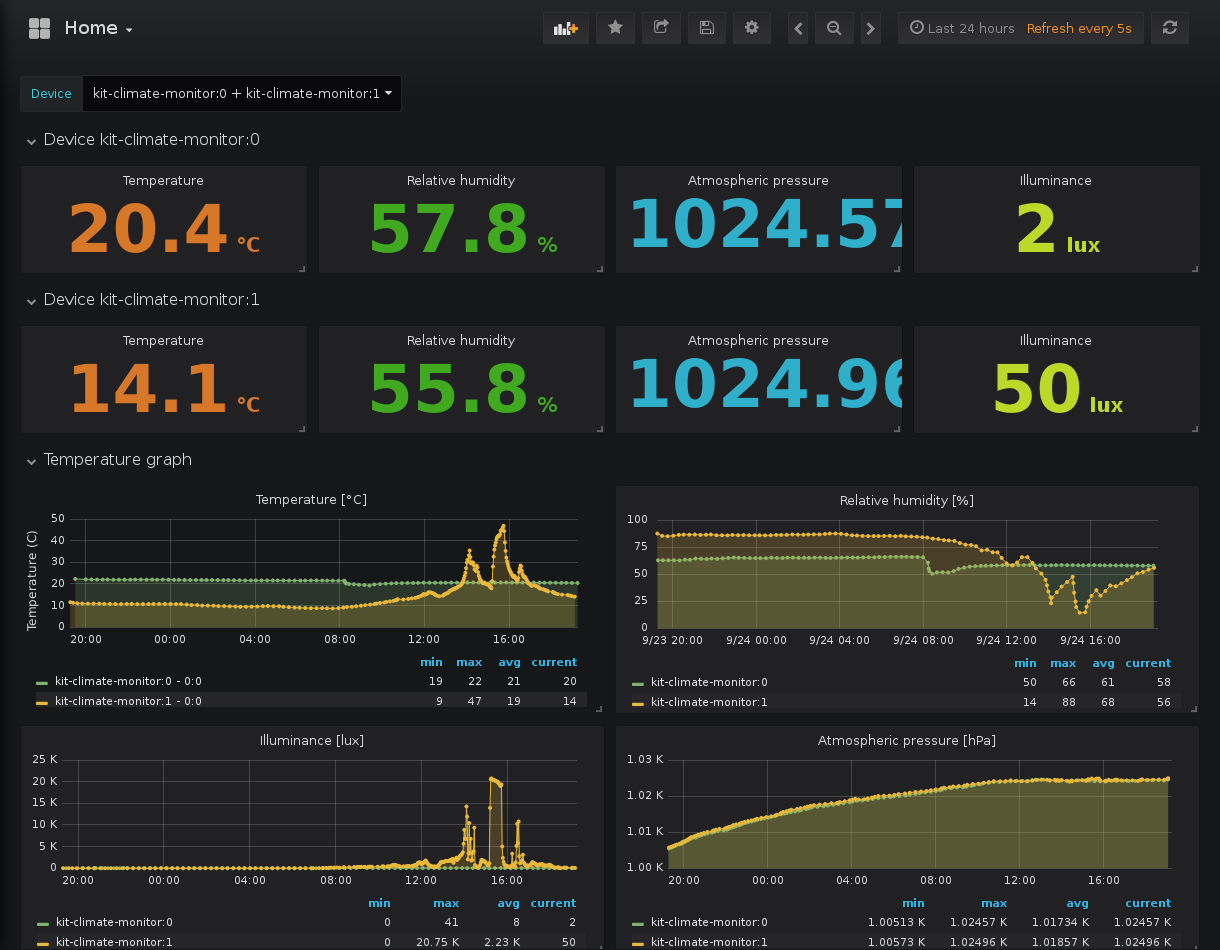 Home
Last 24 hours Refresh every 5s
Device kit-climate-monitor:0 + kit-climate-monitor:1
Device kit-climate-monitor:0
Temperature Relative humidity Atmospheric pressure Illuminance
20.4 °C 57.8 % 1024.57 2 lux
Device kit-climate-monitor:1
Temperature Relative humidity Atmospheric pressure Illuminance
14.1 °C 55.8 % 1024.96 50 lux
Temperature graph
Temperature [°C]
Temperature (C)
50
40
30
20
10
0
20:00 00:00 04:00 08:00 12:00 16:00
min max avg current
kit-climate-monitor:0 - 0:0 19 22 21 20
kit-climate-monitor:1 - 0:0 9 47 19 14
Relative humidity [%]
100
75
50
25
0
9/23 20:00 9/24 00:00 9/24 04:00 9/24 08:00 9/24 12:00 9/24 16:00
min max avg current
kit-climate-monitor:0 50 66 61 58
kit-climate-monitor:1 14 88 68 56
Illuminance [lux]
25 K
20 K
15 K
10 K
5 K
0
20:00 00:00 04:00 08:00 12:00 16:00
min max avg current
kit-climate-monitor:0 0 41 8 2
kit-climate-monitor:1 0 20.75 K 2.23 K 50
Atmospheric pressure [hPa]
1.03 K
1.02 K
1.01 K
1.00 K
20:00 00:00 04:00 08:00 12:00 16:00
min max avg current
kit-climate-monitor:0 1.00513 K 1.02457 K 1.01734 K 1.02457 K
kit-climate-monitor:1 1.00573 K 1.02496 K 1.01857 K 1.02496 K